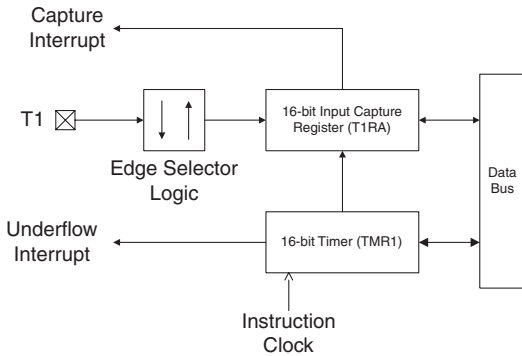 Capture
Interrupt
T1
Edge Selector
Logic
16-bit Input Capture
Register (T1RA)
Data
Bus
Underflow
Interrupt
16-bit Timer (TMR1)
Instruction
Clock